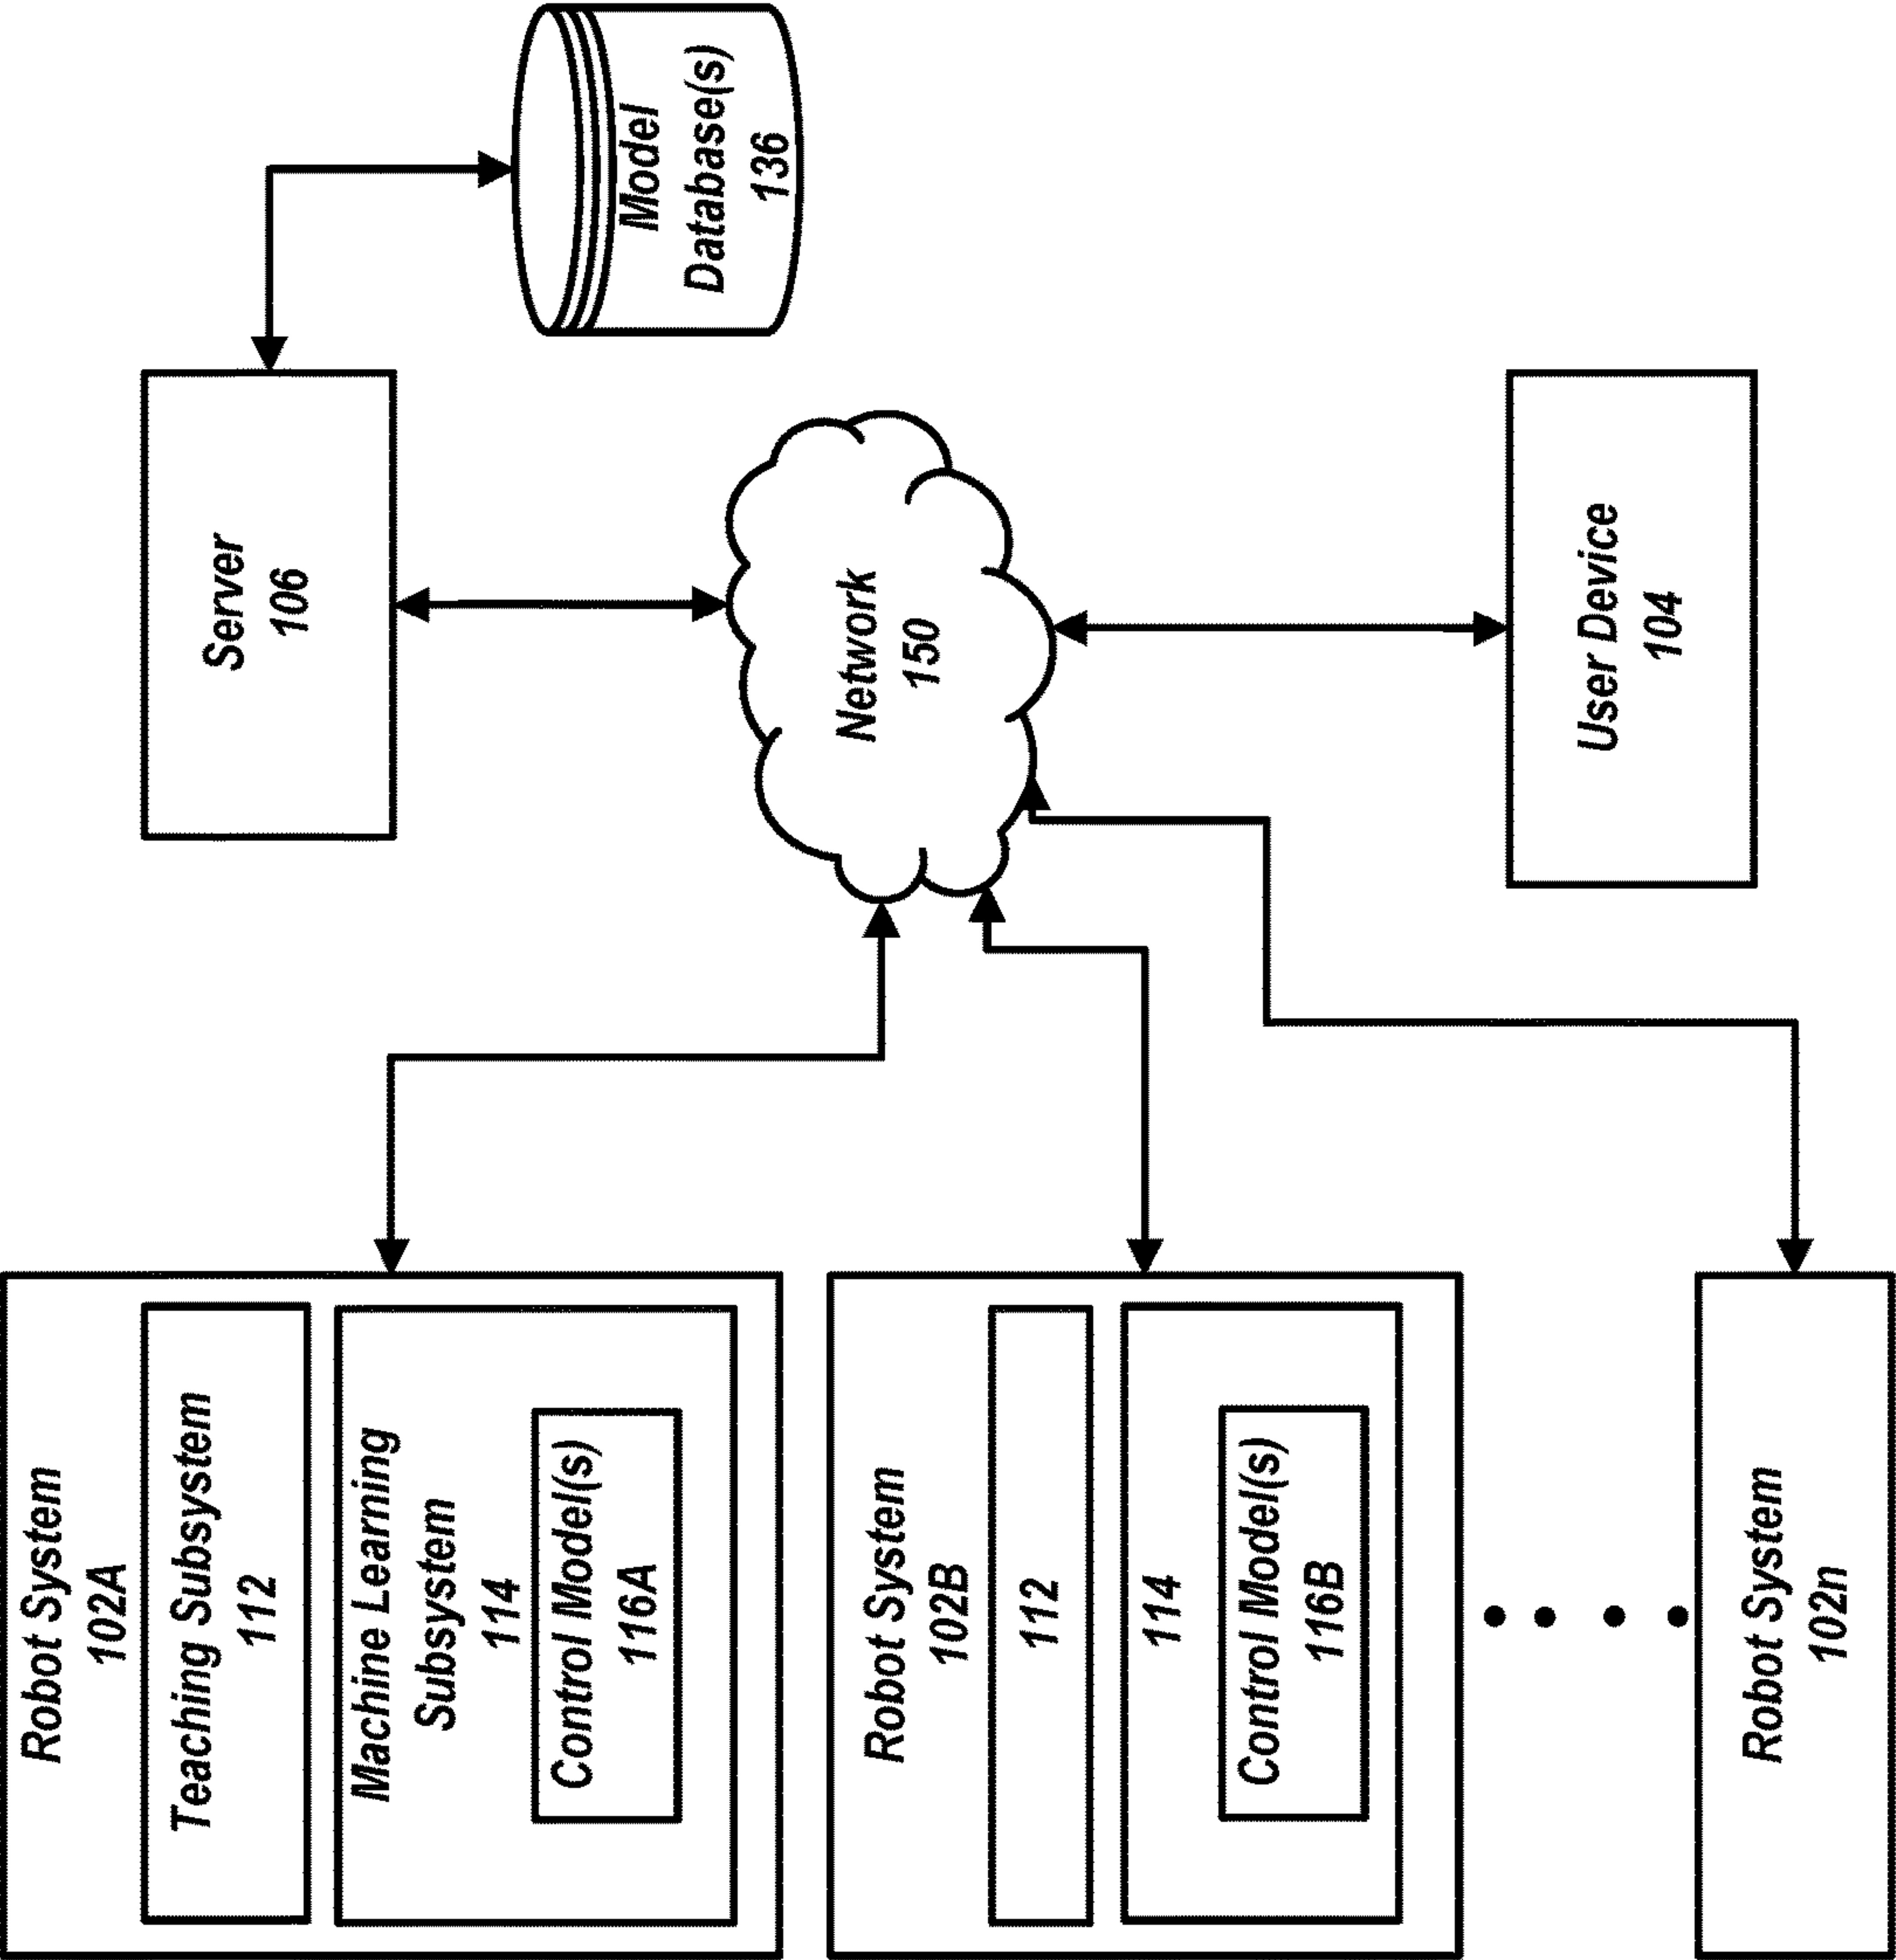 Robot System
102A
Teaching Subsystem
112
Machine Learning
Subsystem
114
Control Model(s)
116A
Robot System
102B
112
114
Control Model(s)
116B
Robot System
102n
Network
150
Server
106
Model
Database(s)
136
User Device
104